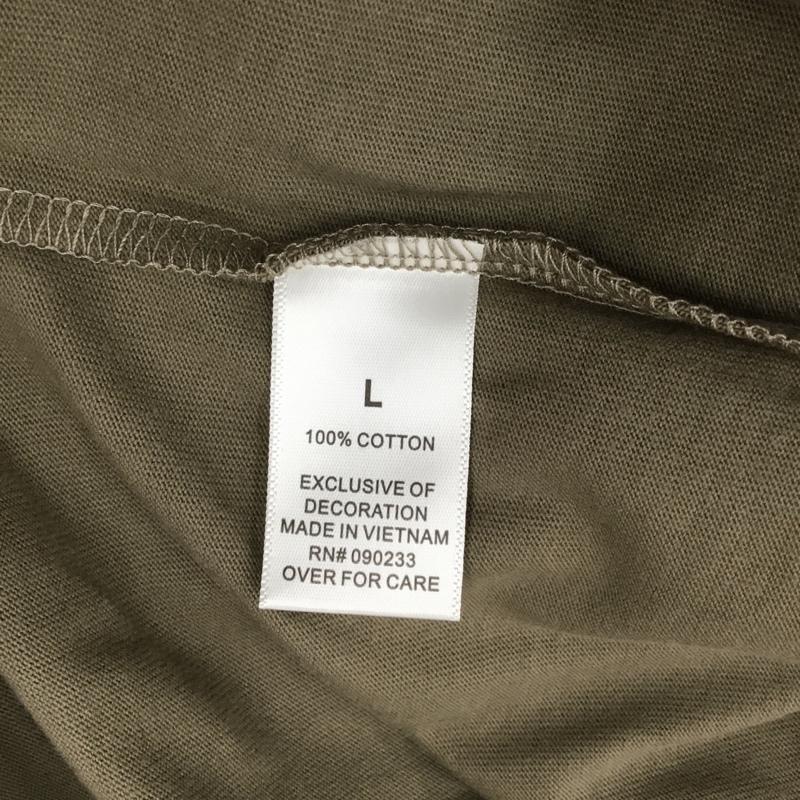 L
100% COTTON
EXCLUSIVE OF
DECORATION
MADE IN VIETNAM
RN# 090233
OVER FOR CARE